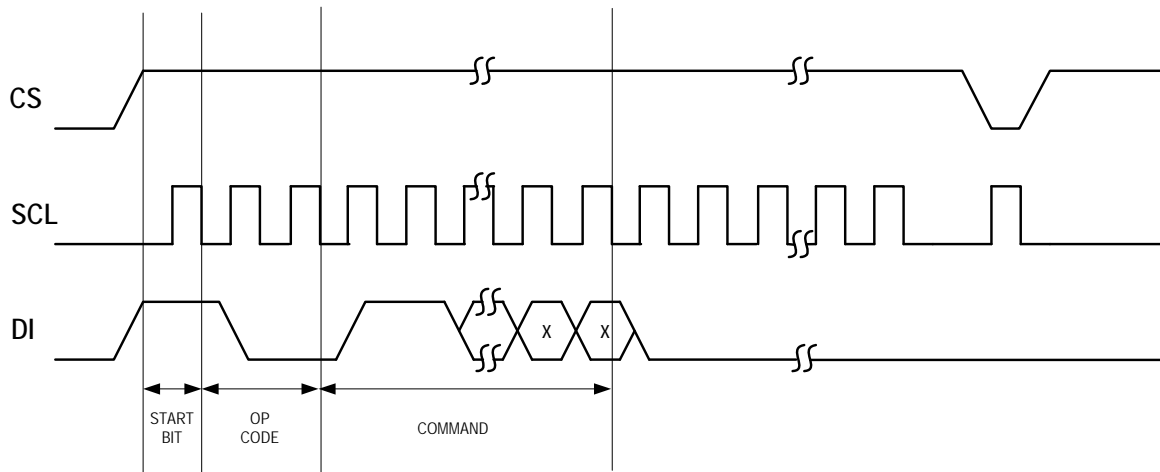 CS
SCL
DI
X X
START
BIT
OP
CODE
COMMAND